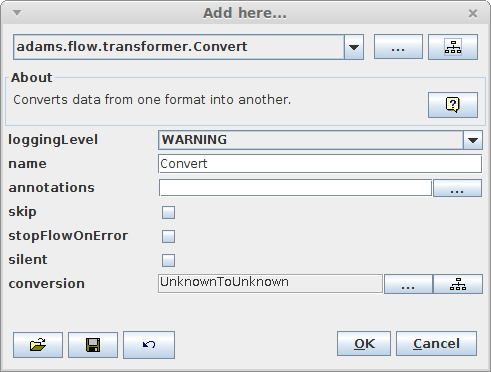 Add here...
adams.flow.transformer.Convert ...
About
Converts data from one format into another.
loggingLevel WARNING
name Convert
annotations ...
skip
stopFlowOnError
silent
conversion UnknownToUnknown ...
OK Cancel